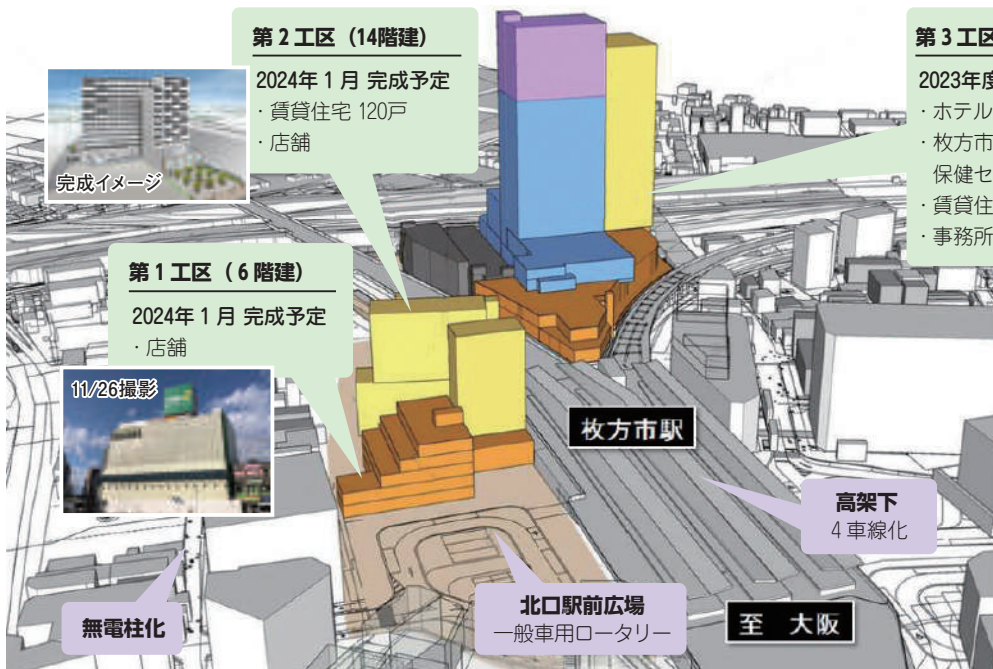 第2工区（14階建）
2024年1月 完成予定
・賃貸住宅 120戸
・店舗
完成イメージ
第3工区
2023年度
・ホテル
・枚方市
保健セ
・賃貸住
・事務所
第1工区（6階建）
2024年1月 完成予定
・店舗
11/26撮影
枚方市駅
高架下
4車線化
北口駅前広場
一般車用ロータリー
無電柱化
至 大阪